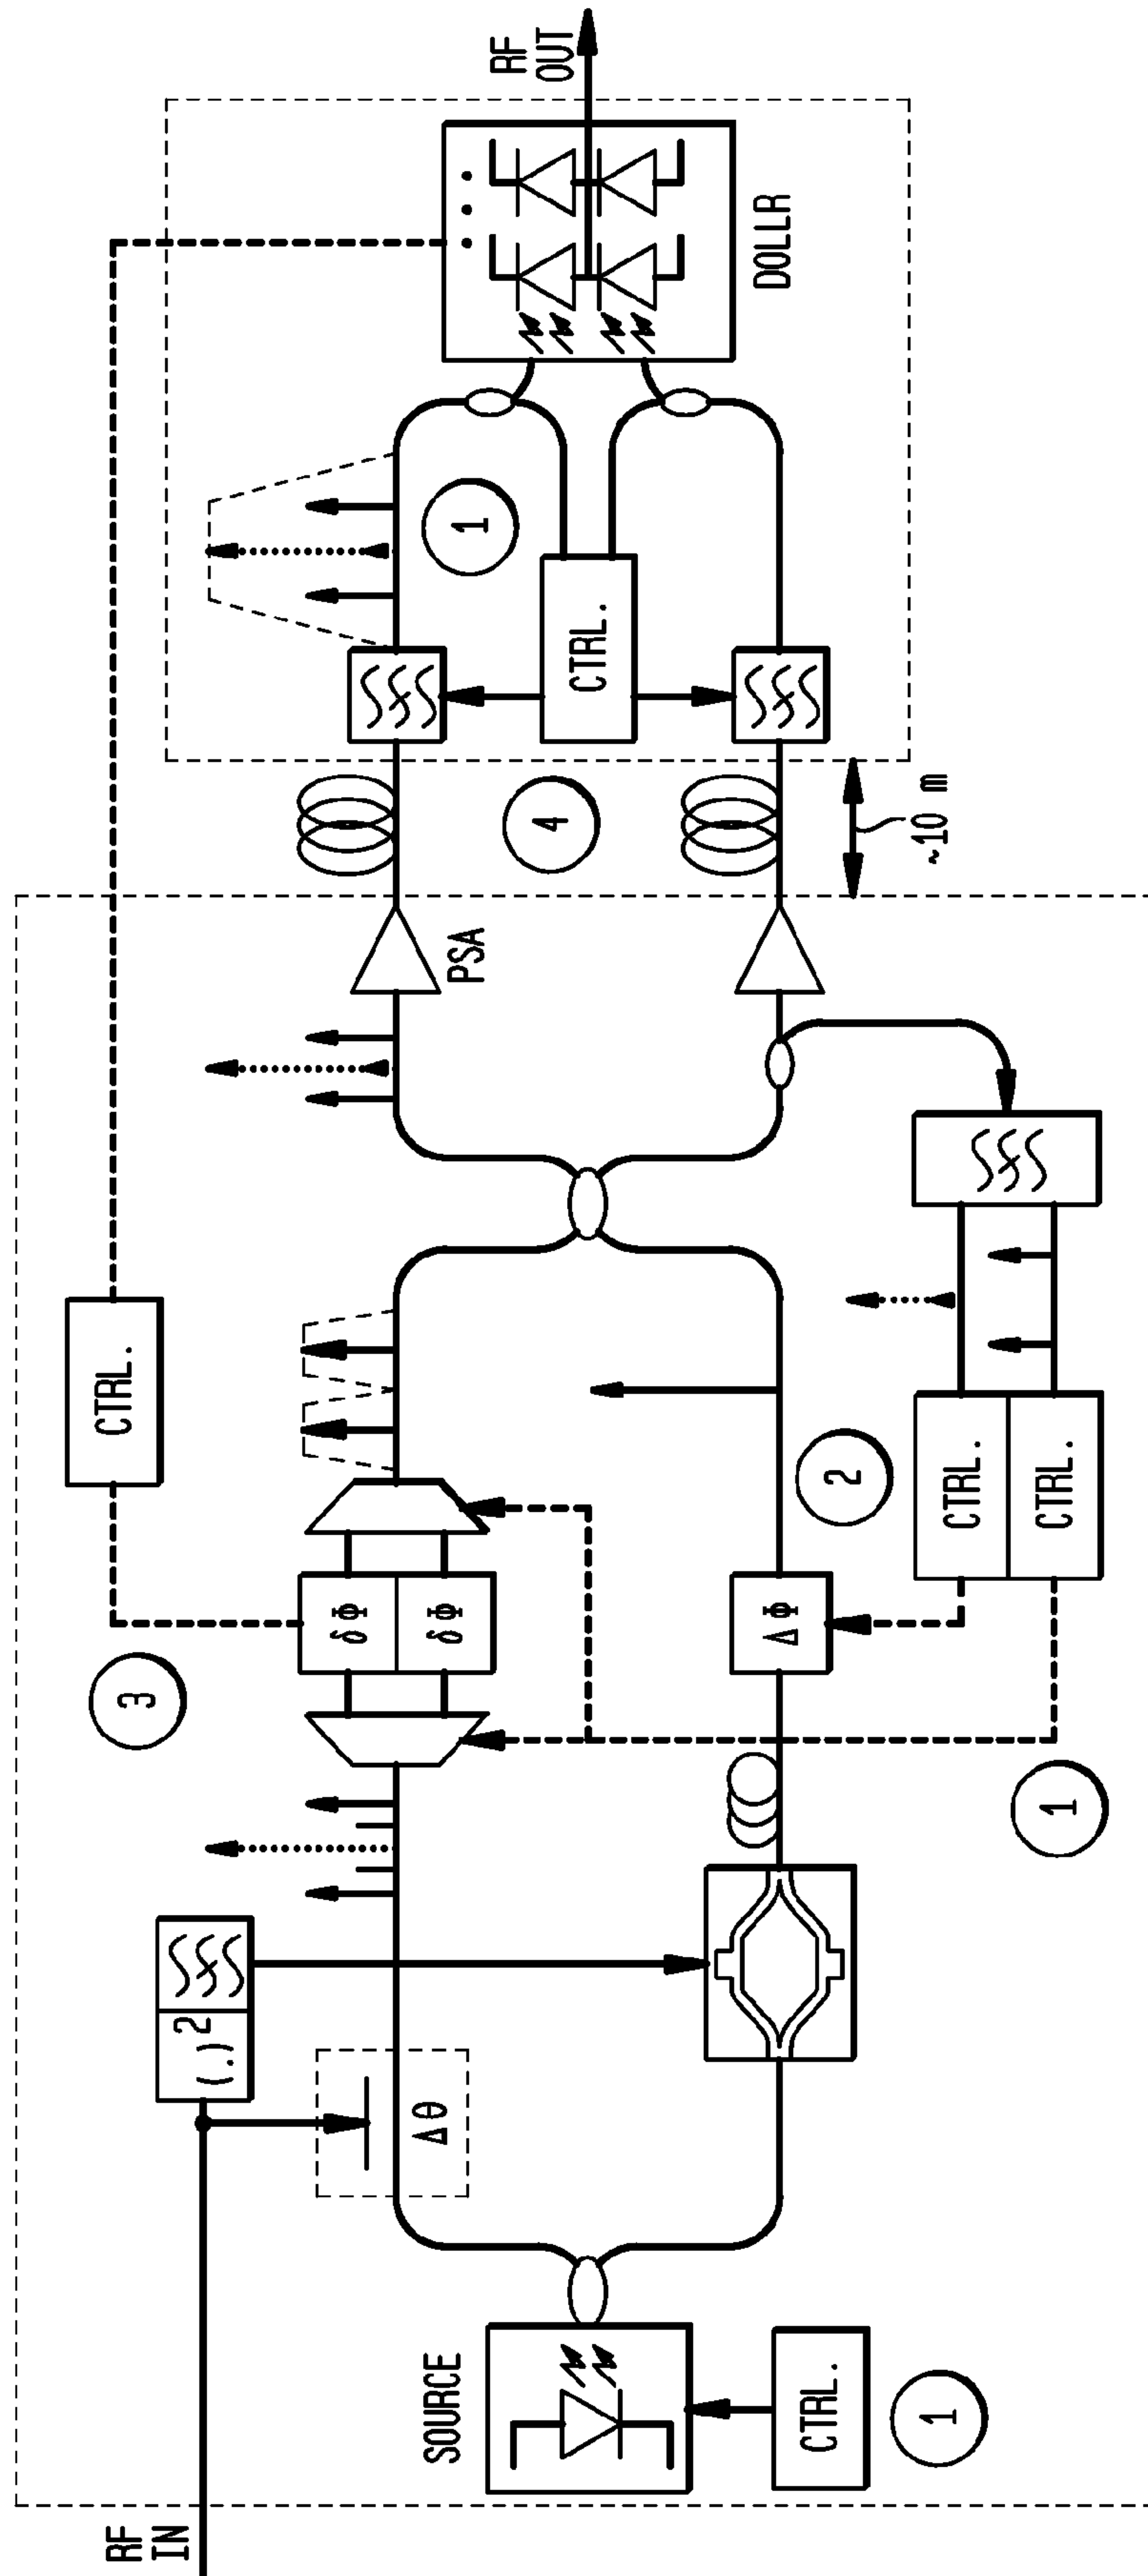 RF
IN
SOURCE
CTRL.
1
(.)²
Δθ
3
δΦ
δΦ
CTRL.
ΔΦ
2
CTRL.
CTRL.
1
PSA
4
~10 m
CTRL.
1
DOLLR
RF
OUT